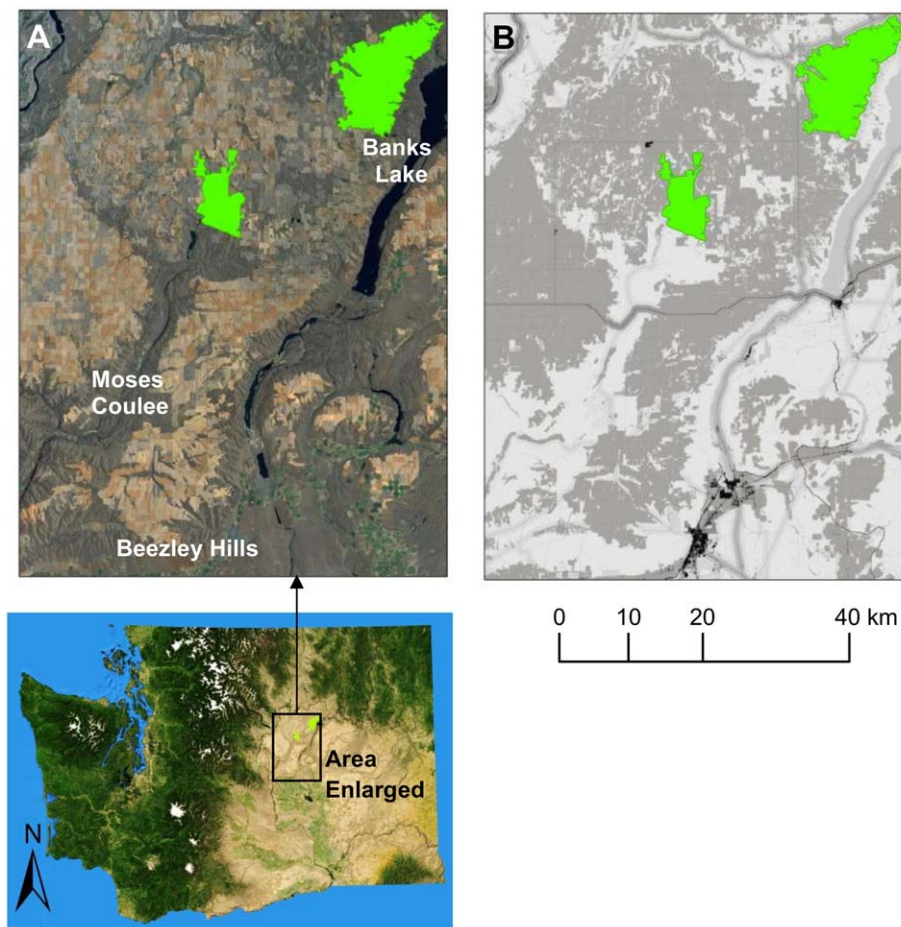 A
Banks
Lake
Moses
Coulee
Beezley Hills
B
0 10 20 40 km
Area
Enlarged
N